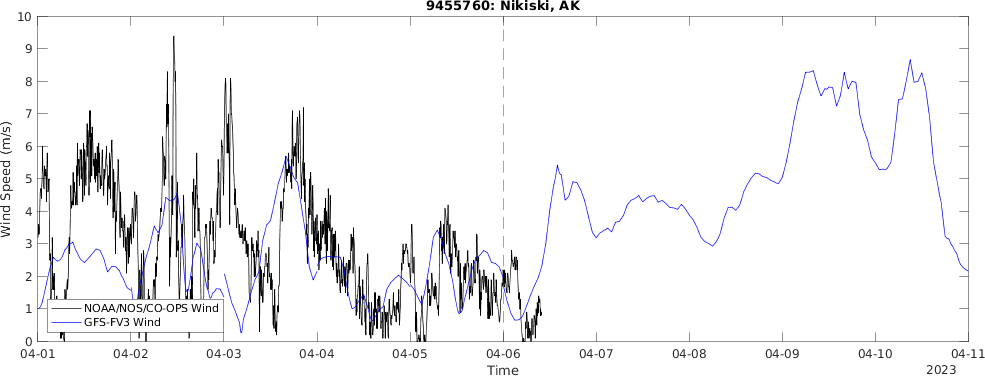 9455760: Nikiski, AK
10
9
8
7
6
5
4
3
2
1
0
Wind Speed (m/s)
NOAA/NOS/CO-OPS Wind
GFS-FV3 Wind
04-01 04-02 04-03 04-04 04-05 04-06 04-07 04-08 04-09 04-10 04-11
Time
2023